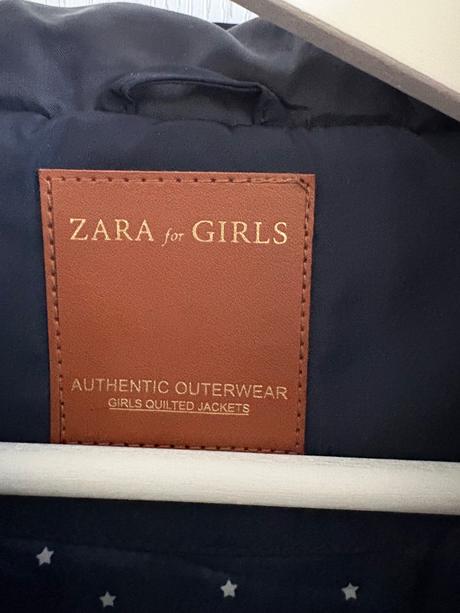 ZARA for GIRLS
AUTHENTIC OUTERWEAR
GIRLS QUILTED JACKETS